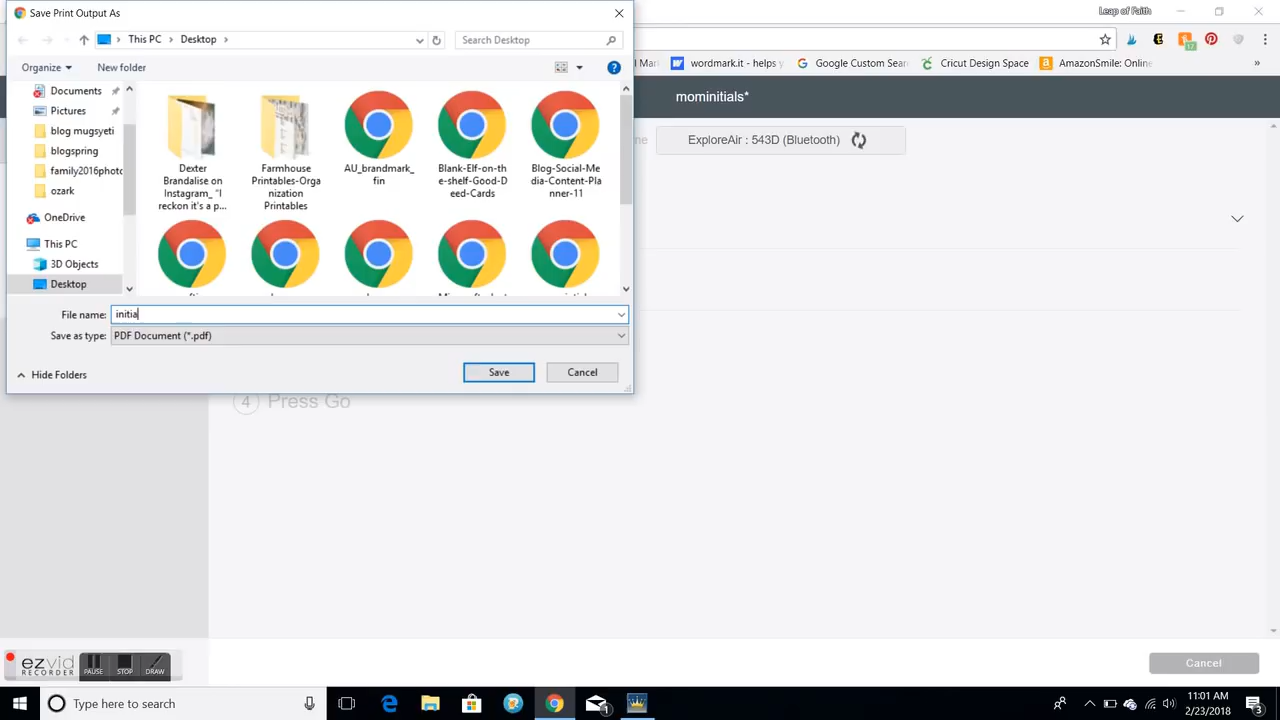 Save Print Output As
Leap of Faith
This PC
Desktop
Search Desktop
Organize
New folder
wordmark.it - helps y
Google Custom Sear
Cricut Design Space
AmazonSmile: Online
mominitials*
ExploreAir : 543D (Bluetooth)
Documents
Pictures
blog mugsyeti
blogspring
family2016photo
ozark
OneDrive
This PC
3D Objects
Desktop
Dexter
Brandalise on
Instagram_ "I
reckon it's a p...
Farmhouse
Printables-Orga
nization
Printables
AU_brandmark_
fin
Blank-Elf-on-th
e-shelf-Good-D
eed-Cards
Blog-Social-Me
dia-Content-Pla
nner-11
File name:
initia
Save as type:
PDF Document (*.pdf)
Hide Folders
Save
Cancel
4 Press Go
Cancel
ezvid
RECORDER
PAUSE
STOP
DRAW
Type here to search
1
11:01 AM
2/23/2018
3